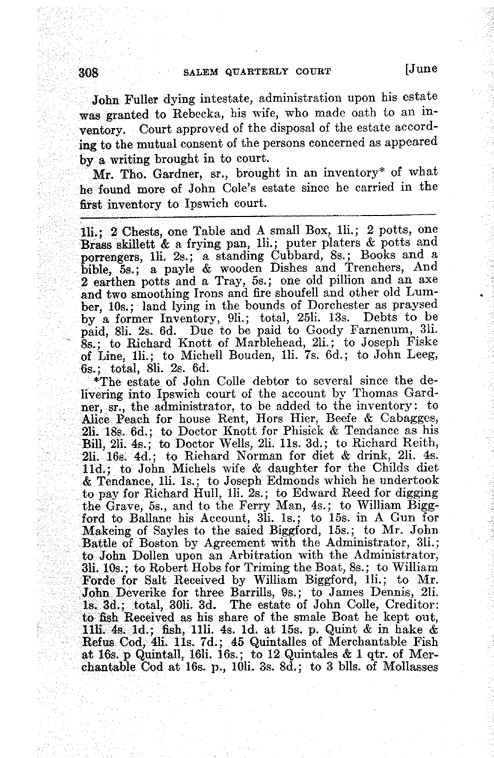 308 SALEM QUARTERLY COURT [June
John Fuller dying intestate, administration upon his estate
was granted to Rebecka, his wife, who made oath to an in-
ventory. Court approved of the disposal of the estate accord-
ing to the mutual consent of the persons concerned as appeared
by a writing brought in to court.
Mr. Tho. Gardner, sr., brought in an inventory* of what
he found more of John Cole's estate since he carried in the
first inventory to Ipswich court.
1li.; 2 Chests, one Table and A small Box, 1li.; 2 potts, one
Brass skillett & a frying pan, 1li.; puter platers & potts and
porrengers, 1li. 2s.; a standing Cubbard, 8s.; Books and a
bible, 5s.; a payle & wooden Dishes and Trenchers, And
2 earthen potts and a Tray, 5s.; one old pillion and an axe
and two smoothing Irons and fire shoufell and other old Lum-
ber, 10s.; land lying in the bounds of Dorchester as praysed
by a former Inventory, 9li.; total, 25li. 13s. Debts to be
paid, 8li. 2s. 6d. Due to be paid to Goody Farnenum, 3li.
8s.; to Richard Knott of Marblehead, 2li.; to Joseph Fiske
of Line, 1li.; to Michell Bouden, 1li. 7s. 6d.; to John Leeg,
6s.; total, 8li. 2s. 6d.
*The estate of John Colle debtor to several since the de-
livering into Ipswich court of the account by Thomas Gard-
ner, sr., the administrator, to be added to the inventory: to
Alice Peach for house Rent, Hors Hier, Beefe & Cabagges,
2li. 18s. 6d.; to Doctor Knott for Phisick & Tendance as his
Bill, 2li. 4s.; to Doctor Wells, 2li. 11s. 3d.; to Richard Reith,
2li. 16s. 4d.; to Richard Norman for diet & drink, 2li. 4s.
11d.; to John Michels wife & daughter for the Childs diet
& Tendance, 1li. 1s.; to Joseph Edmonds which he undertook
to pay for Richard Hull, 1li. 2s.; to Edward Reed for digging
the Grave, 5s., and to the Ferry Man, 4s.; to William Bigg-
ford to Ballanc his Account, 3li. 1s.; to 15s. in A Gun for
Makeing of Sayles to the saied Biggford, 15s.; to Mr. John
Battle of Boston by Agreement with the Administrator, 3li.;
to John Dollen upon an Arbitration with the Administrator,
3li. 10s.; to Robert Hobs for Triming the Boat, 8s.; to William
Forde for Salt Received by William Biggford, 1li.; to Mr.
John Deverike for three Barrills, 9s.; to James Dennis, 2li.
1s. 3d.; total, 30li. 3d. The estate of John Colle, Creditor:
to fish Received as his share of the smale Boat he kept out,
11li. 4s. 1d.; fish, 11li. 4s. 1d. at 15s. p. Quint & in hake &
Refus Cod, 4li. 11s. 7d.; 45 Quintalles of Merchantable Fish
at 16s. p Quintall, 16li. 16s.; to 12 Quintales & 1 qtr. of Mer-
chantable Cod at 16s. p., 10li. 3s. 8d.; to 3 blls. of Mollasses